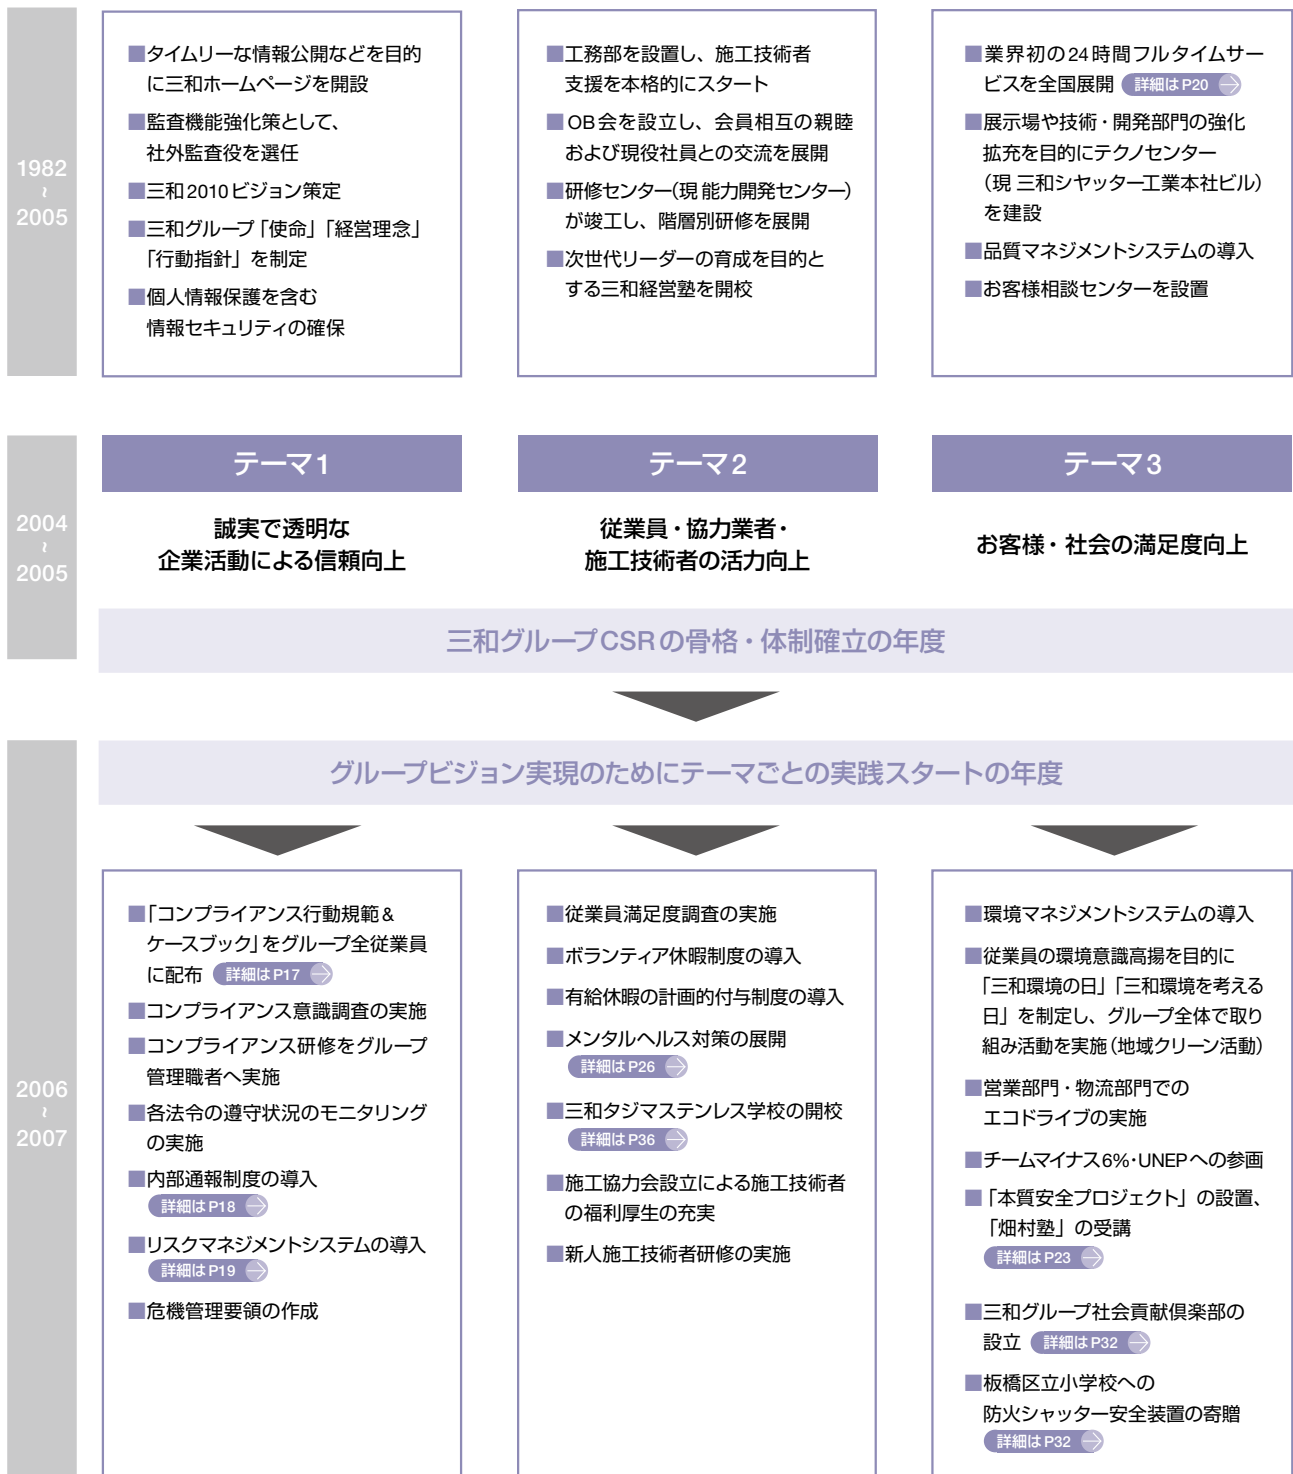 1982
～
2005
■タイムリーな情報公開などを目的
に三和ホームページを開設
■監査機能強化策として、
社外監査役を選任
■三和2010ビジョン策定
■三和グループ「使命」「経営理念」
「行動指針」を制定
■個人情報保護を含む
情報セキュリティの確保
■工務部を設置し、施工技術者
支援を本格的にスタート
■OB会を設立し、会員相互の親睦
および現役社員との交流を展開
■研修センター(現 能力開発センター)
が竣工し、階層別研修を展開
■次世代リーダーの育成を目的と
する三和経営塾を開校
■業界初の24時間フルタイムサー
ビスを全国展開 詳細はP20
■展示場や技術・開発部門の強化
拡充を目的にテクノセンター
(現 三和シヤッター工業本社ビル)
を建設
■品質マネジメントシステムの導入
■お客様相談センターを設置
2004
～
2005
テーマ1
誠実で透明な
企業活動による信頼向上
テーマ2
従業員・協力業者・
施工技術者の活力向上
テーマ3
お客様・社会の満足度向上
三和グループCSRの骨格・体制確立の年度
グループビジョン実現のためにテーマごとの実践スタートの年度
2006
～
2007
■「コンプライアンス行動規範&
ケースブック」をグループ全従業員
に配布 詳細はP17
■コンプライアンス意識調査の実施
■コンプライアンス研修をグループ
管理職者へ実施
■各法令の遵守状況のモニタリング
の実施
■内部通報制度の導入
詳細はP18
■リスクマネジメントシステムの導入
詳細はP19
■危機管理要領の作成
■従業員満足度調査の実施
■ボランティア休暇制度の導入
■有給休暇の計画的付与制度の導入
■メンタルヘルス対策の展開
詳細はP26
■三和タジマステンレス学校の開校
詳細はP36
■施工協力会設立による施工技術者
の福利厚生の充実
■新人施工技術者研修の実施
■環境マネジメントシステムの導入
■従業員の環境意識高揚を目的に
「三和環境の日」「三和環境を考える
日」を制定し、グループ全体で取り
組み活動を実施(地域クリーン活動)
■営業部門・物流部門での
エコドライブの実施
■チームマイナス6%・UNEPへの参画
■「本質安全プロジェクト」の設置、
「畑村塾」の受講
詳細はP23
■三和グループ社会貢献倶楽部の
設立 詳細はP32
■板橋区立小学校への
防火シャッター安全装置の寄贈
詳細はP32